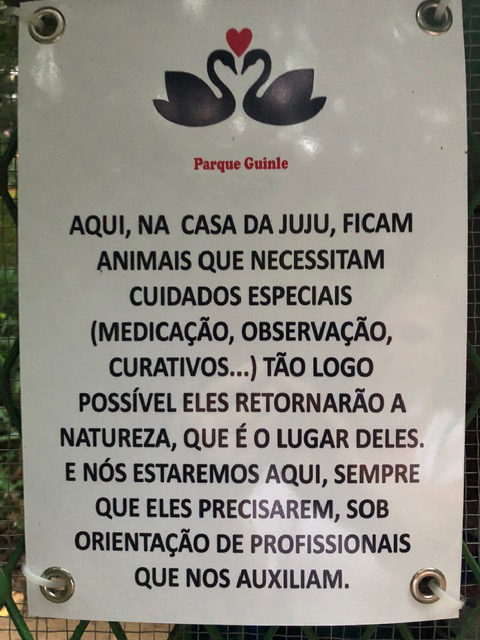 Parque Guinle
AQUI, NA CASA DA JUJU, FICAM
ANIMAIS QUE NECESSITAM
CUIDADOS ESPECIAIS
(MEDICAÇÃO, OBSERVAÇÃO,
CURATIVOS...) TÃO LOGO
POSSÍVEL ELES RETORNARÃO A
NATUREZA, QUE É O LUGAR DELES.
E NÓS ESTAREMOS AQUI, SEMPRE
QUE ELES PRECISAREM, SOB
ORIENTAÇÃO DE PROFISSIONAIS
QUE NOS AUXILIAM.